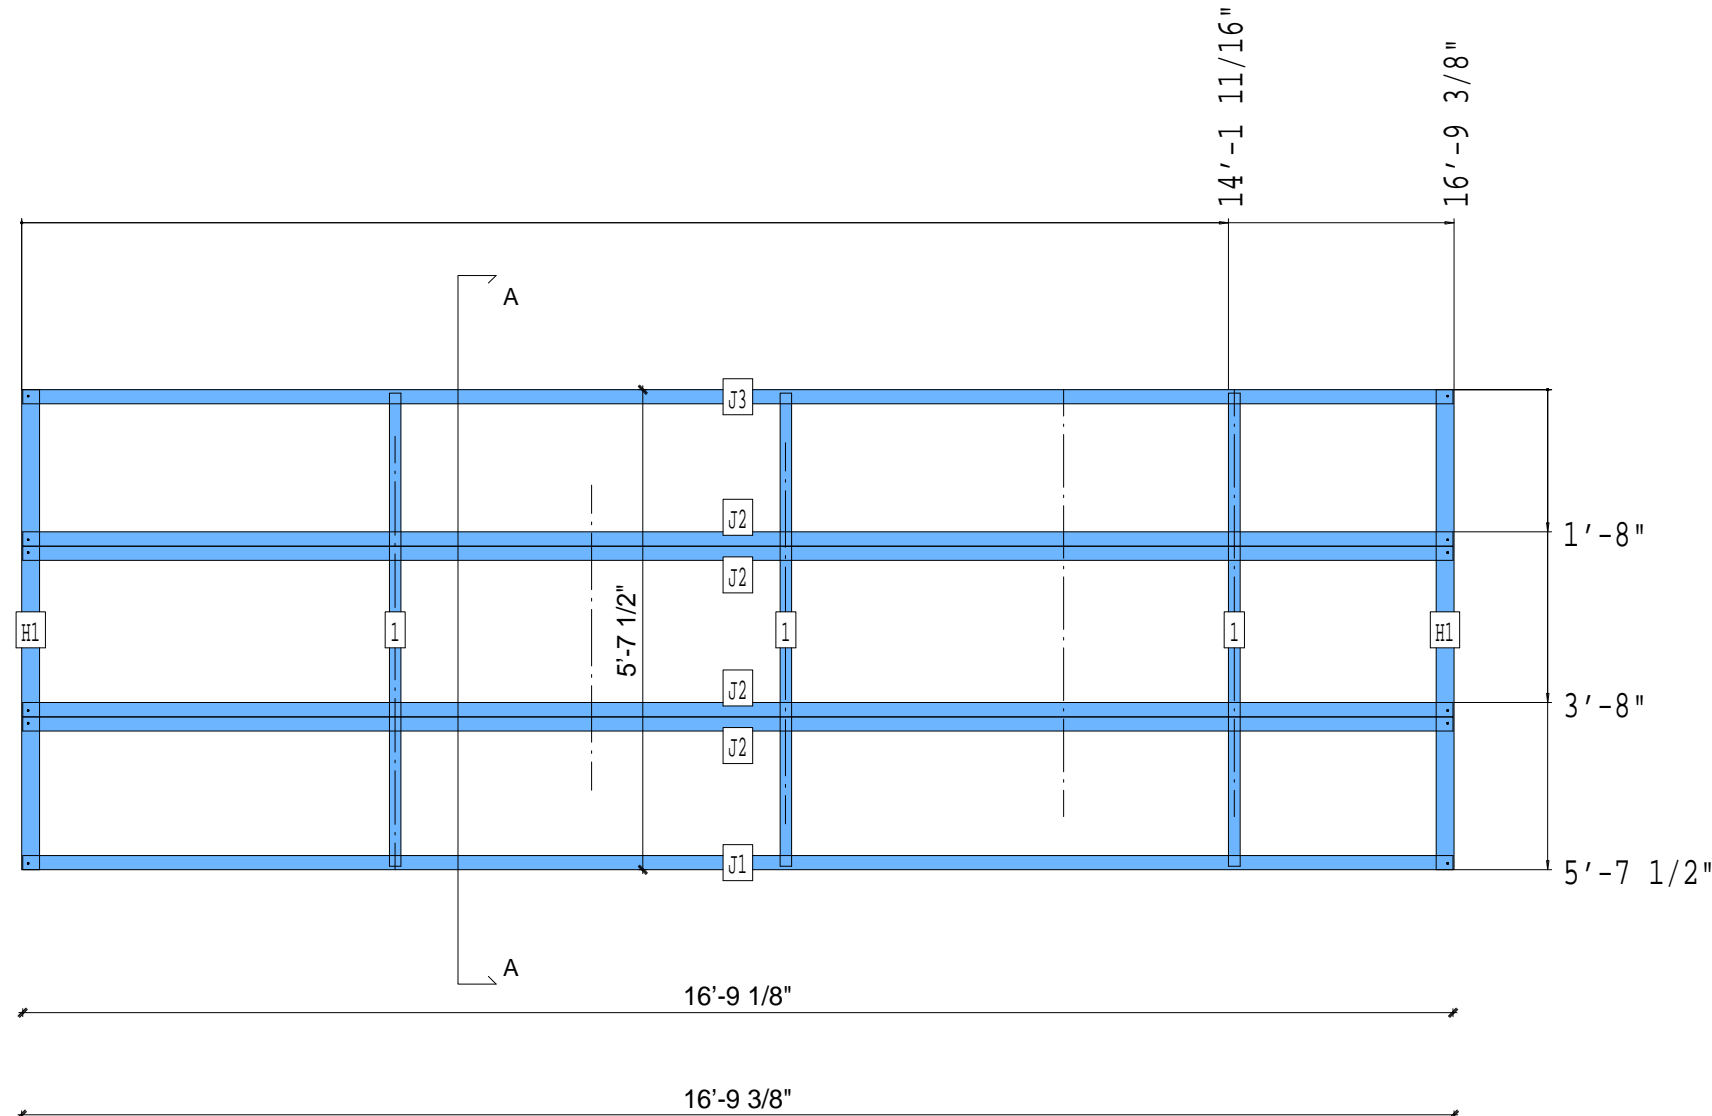 14'-1 11/16"
16'-9 3/8"
A
J3
J2
J2
1'-8"
5'-7 1/2"
H1
1
1
1
H1
J2
3'-8"
J2
J1
5'-7 1/2"
A
16'-9 1/8"
16'-9 3/8"